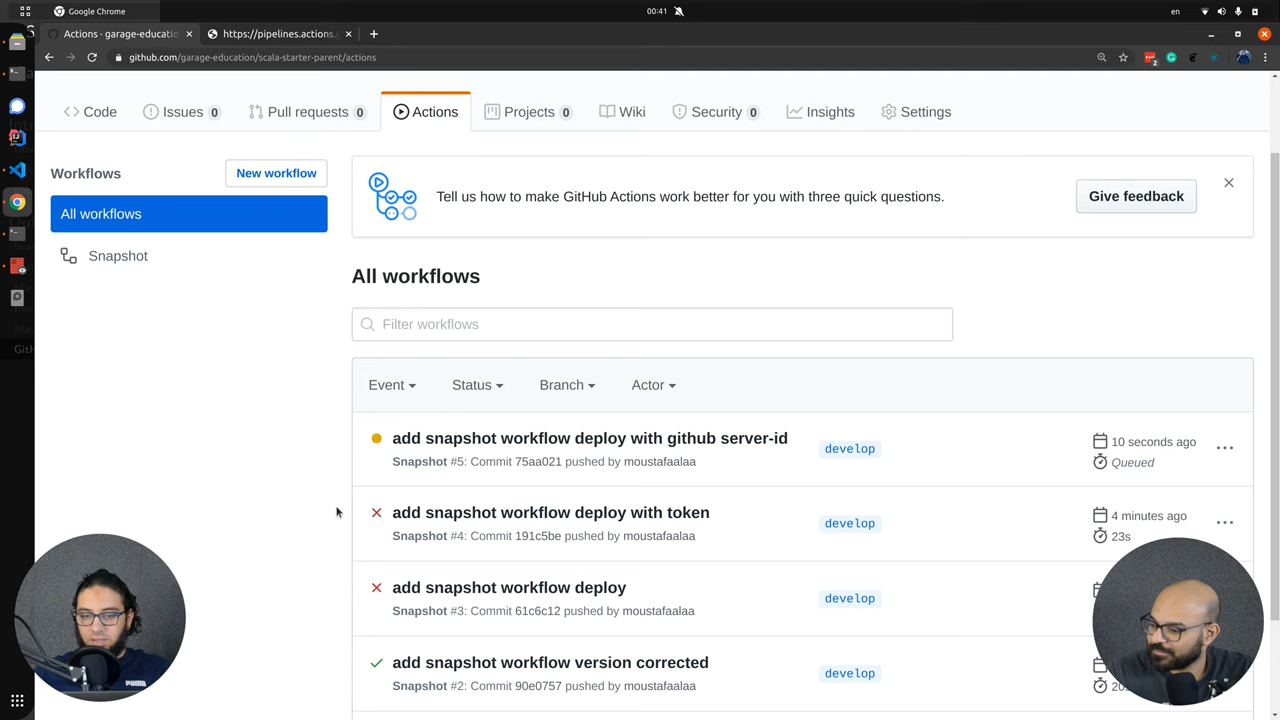 Google Chrome
00:41
en
Actions · garage-educatio
https://pipelines.actions.
github.com/garage-education/scala-starter-parent/actions
2
Code
Issues 0
Pull requests 0
Actions
Projects 0
Wiki
Security 0
Insights
Settings
Workflows
New workflow
All workflows
Snapshot
Tell us how to make GitHub Actions work better for you with three quick questions.
Give feedback
All workflows
Filter workflows
Event
Status
Branch
Actor
add snapshot workflow deploy with github server-id
Snapshot #5: Commit 75aa021 pushed by moustafaalaa
develop
10 seconds ago
Queued
add snapshot workflow deploy with token
Snapshot #4: Commit 191c5be pushed by moustafaalaa
develop
4 minutes ago
23s
add snapshot workflow deploy
Snapshot #3: Commit 61c6c12 pushed by moustafaalaa
develop
add snapshot workflow version corrected
Snapshot #2: Commit 90e0757 pushed by moustafaalaa
develop
GitH
PUMA